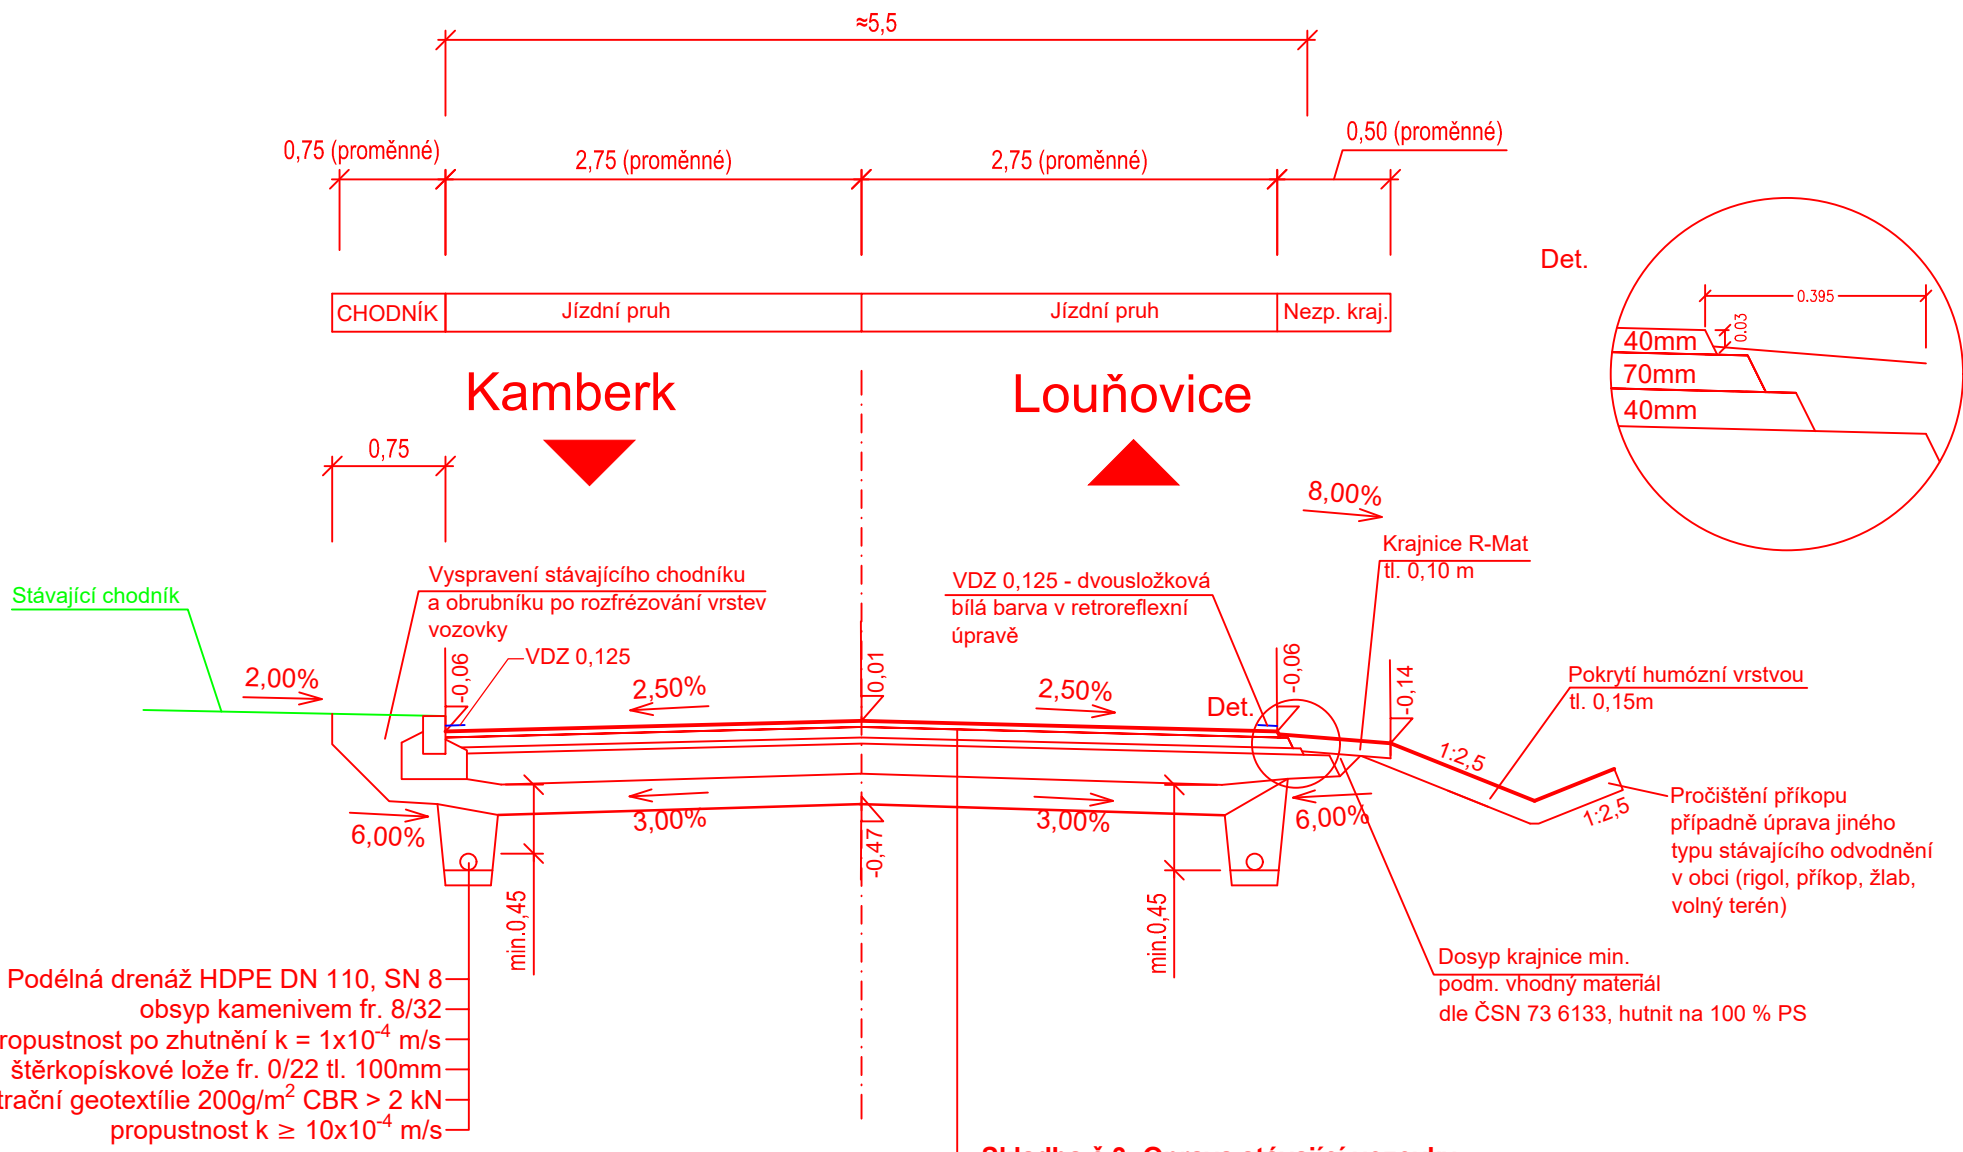 ≈5,5
0,75 (proměnné)
2,75 (proměnné)
2,75 (proměnné)
0,50 (proměnné)
CHODNÍK
Jízdní pruh
Jízdní pruh
Nezp. kraj.
Det.
0.395
0.03
40mm
70mm
40mm
Kamberk
Louňovice
0,75
8,00%
Krajnice R-Mat
tl. 0,10 m
Stávající chodník
Vyspravení stávajícího chodníku
a obrubníku po rozfrézování vrstev
vozovky
VDZ 0,125
VDZ 0,125 - dvousložková
bílá barva v retroreflexní
úpravě
2,00%
-0,06
2,50%
0,01
2,50%
Det.
-0,06
-0,14
Pokrytí humózní vrstvou
tl. 0,15m
1:2,5
1:2,5
Pročištění příkopu
případně úprava jiného
typu stávajícího odvodnění
v obci (rigol, příkop, žlab,
volný terén)
6,00%
3,00%
-0,47
3,00%
6,00%
min.0,45
min.0,45
Dosyp krajnice min.
podm. vhodný materiál
dle ČSN 73 6133, hutnit na 100 % PS
Podélná drenáž HDPE DN 110, SN 8
obsyp kamenivem fr. 8/32
ropustnost po zhutnění k = 1x10⁻⁴ m/s
štěrkopískové lože fr. 0/22 tl. 100mm
trační geotextílie 200g/m² CBR > 2 kN
propustnost k ≥ 10x10⁻⁴ m/s